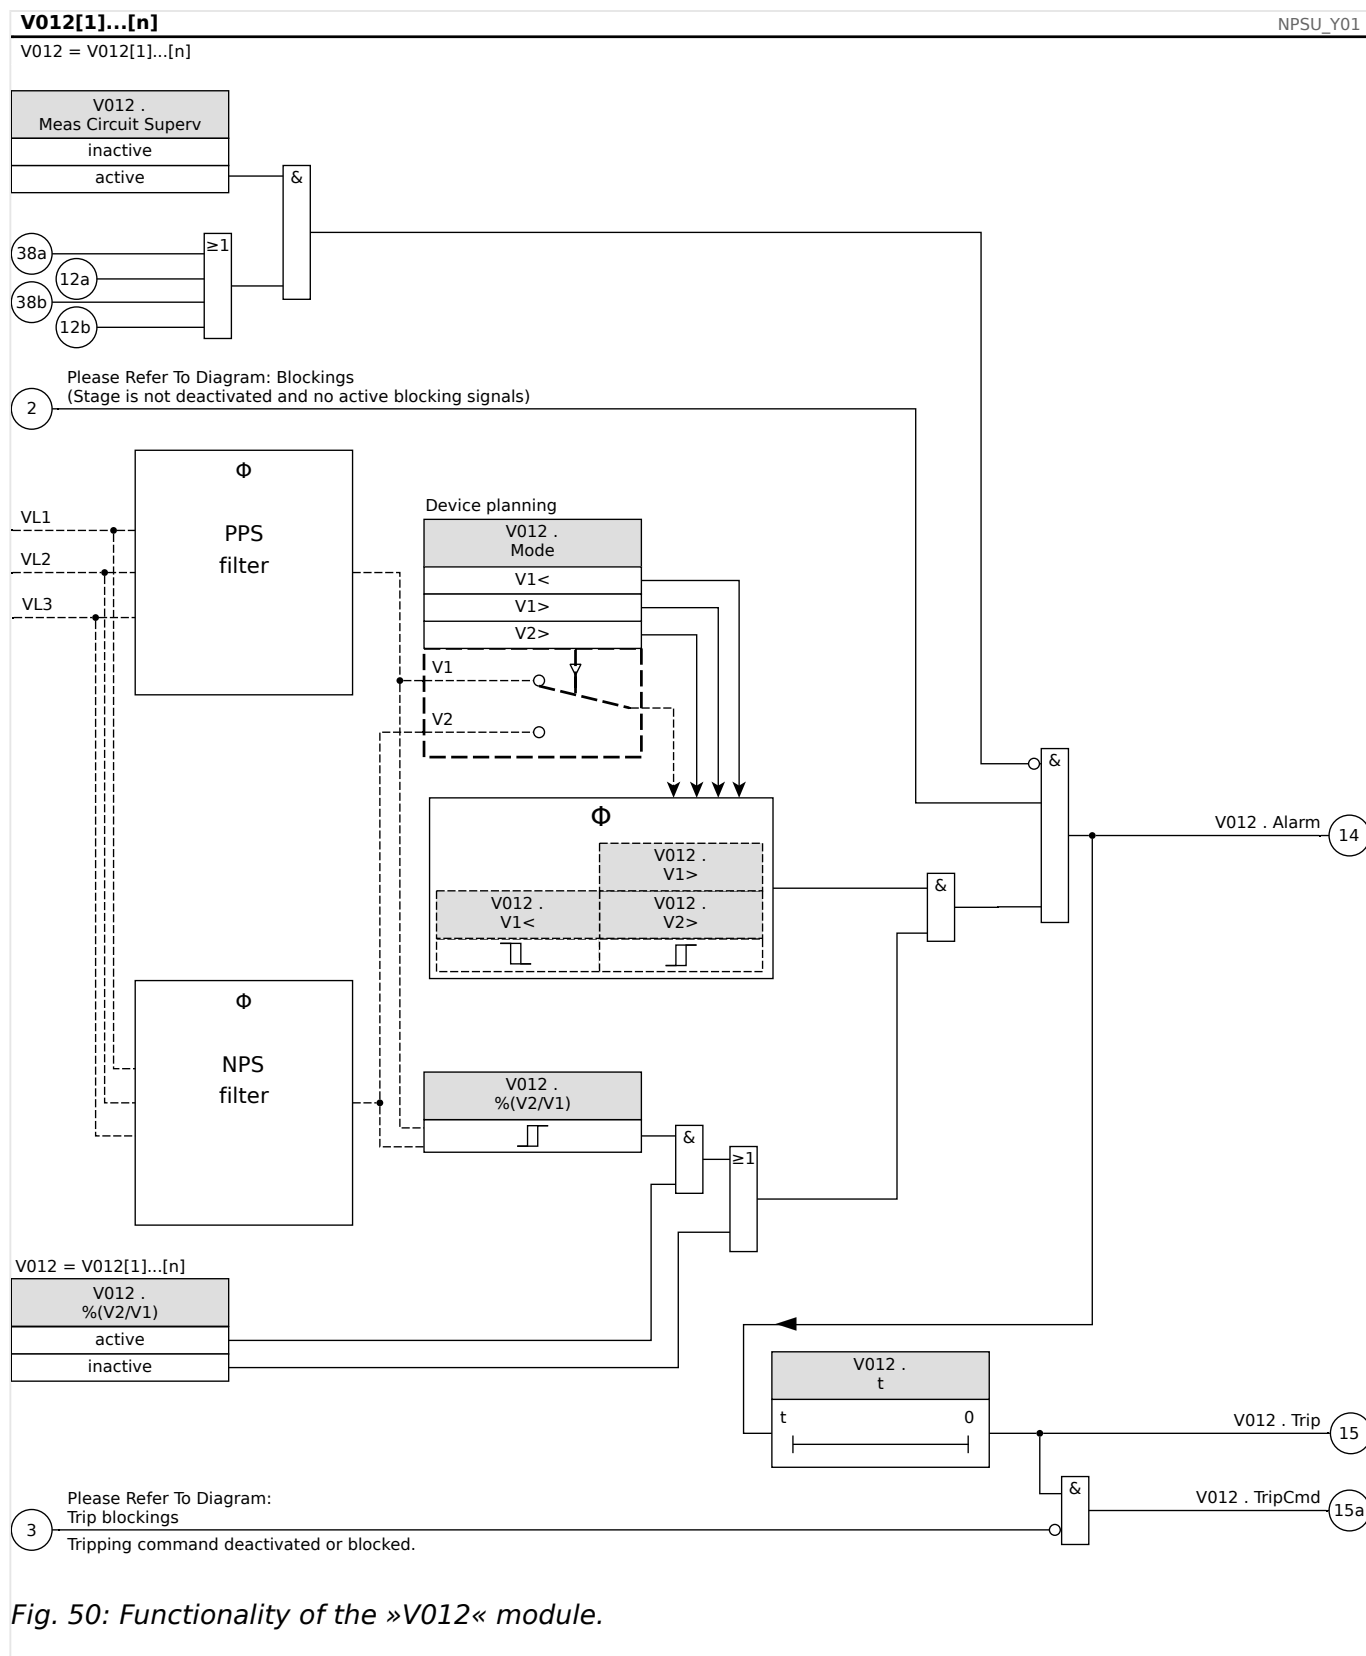 V012[1]...[n]
NPSU_Y01
V012 = V012[1]...[n]
V012 .
Meas Circuit Superv
inactive
active
&
38a
≥1
12a
38b
12b
Please Refer To Diagram: Blockings
(Stage is not deactivated and no active blocking signals)
2
Φ
PPS
filter
VL1
VL2
VL3
Device planning
V012 .
Mode
V1<
V1>
V2>
V1
V2
&
V012 . Alarm
14
Φ
V012 .
V1>
V012 .
V1<
V012 .
V2>
&
Φ
NPS
filter
V012 .
%(V2/V1)
&
≥1
V012 = V012[1]...[n]
V012 .
%(V2/V1)
active
inactive
V012 .
t
t
0
V012 . Trip
15
&
V012 . TripCmd
15a
Please Refer To Diagram:
Trip blockings
3
Tripping command deactivated or blocked.
Fig. 50: Functionality of the »V012« module.